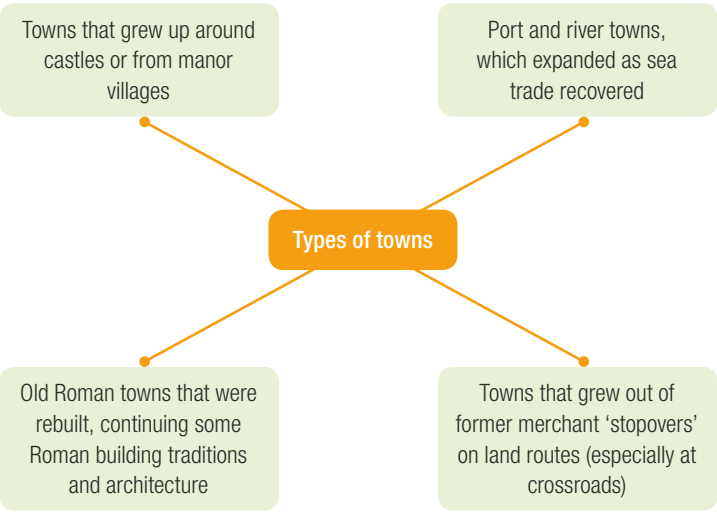 Towns that grew up around
castles or from manor
villages
Port and river towns,
which expanded as sea
trade recovered
Types of towns
Old Roman towns that were
rebuilt, continuing some
Roman building traditions
and architecture
Towns that grew out of
former merchant ‘stopovers’
on land routes (especially at
crossroads)